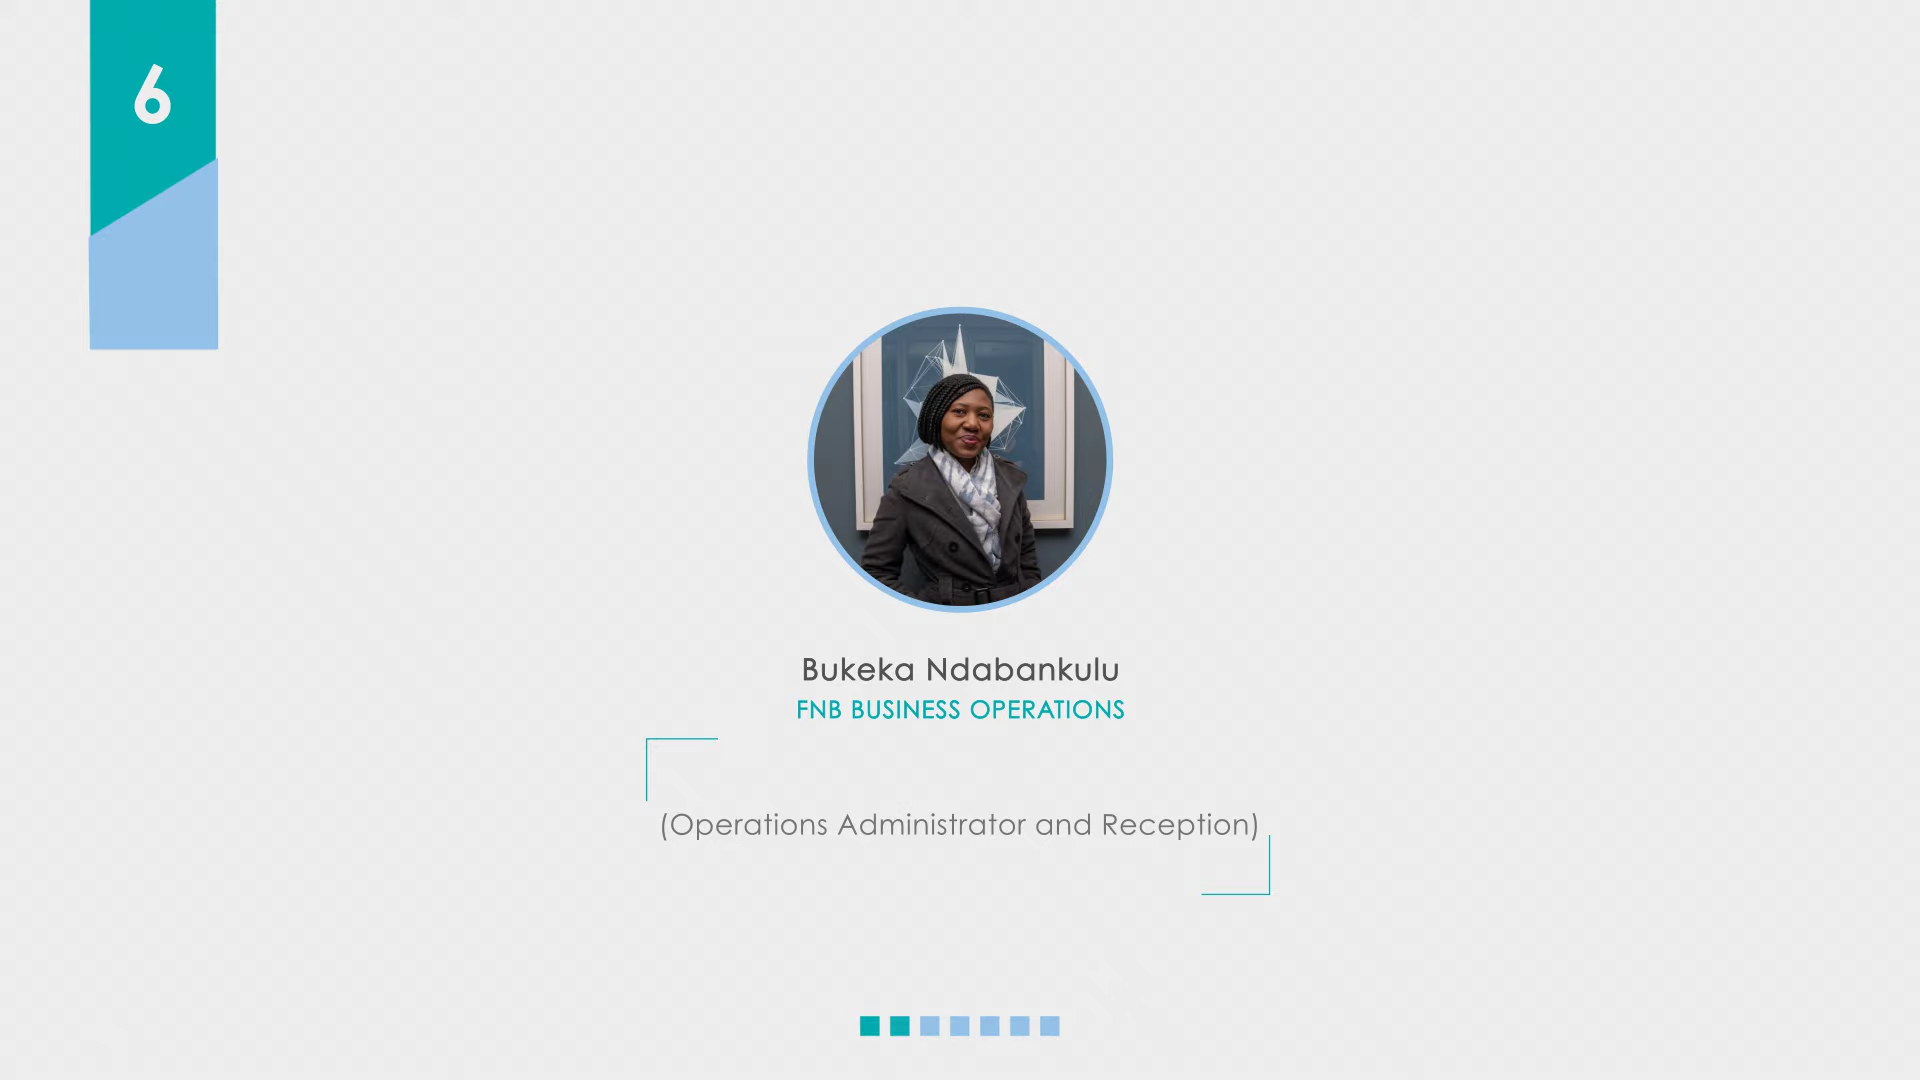 6
Bukeka Ndabankulu
FNB BUSINESS OPERATIONS
(Operations Administrator and Reception)